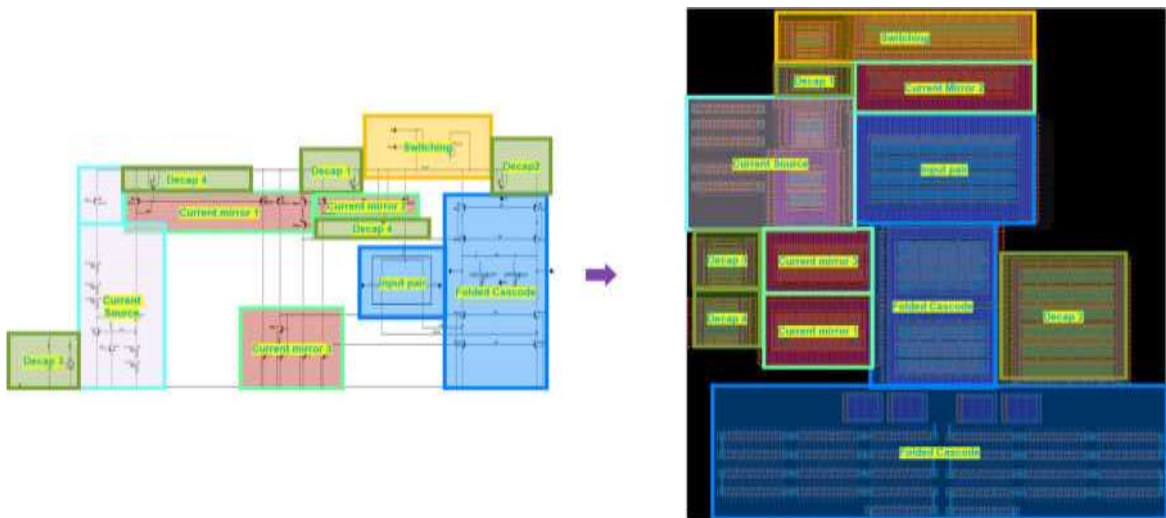 Switching
Decap 1
Decap2
Decap 4
Current mirror 1
Current mirror 2
Decap 4
Input pair
Folded Cascode
Current
Source
Current mirror 3
Decap 3
Switching
Decap 1
Current Mirror 2
Current Source
Input pair
Decap 3
Current mirror 3
Folded Cascode
Decap 2
Decap 4
Current mirror 1
Folded Cascode